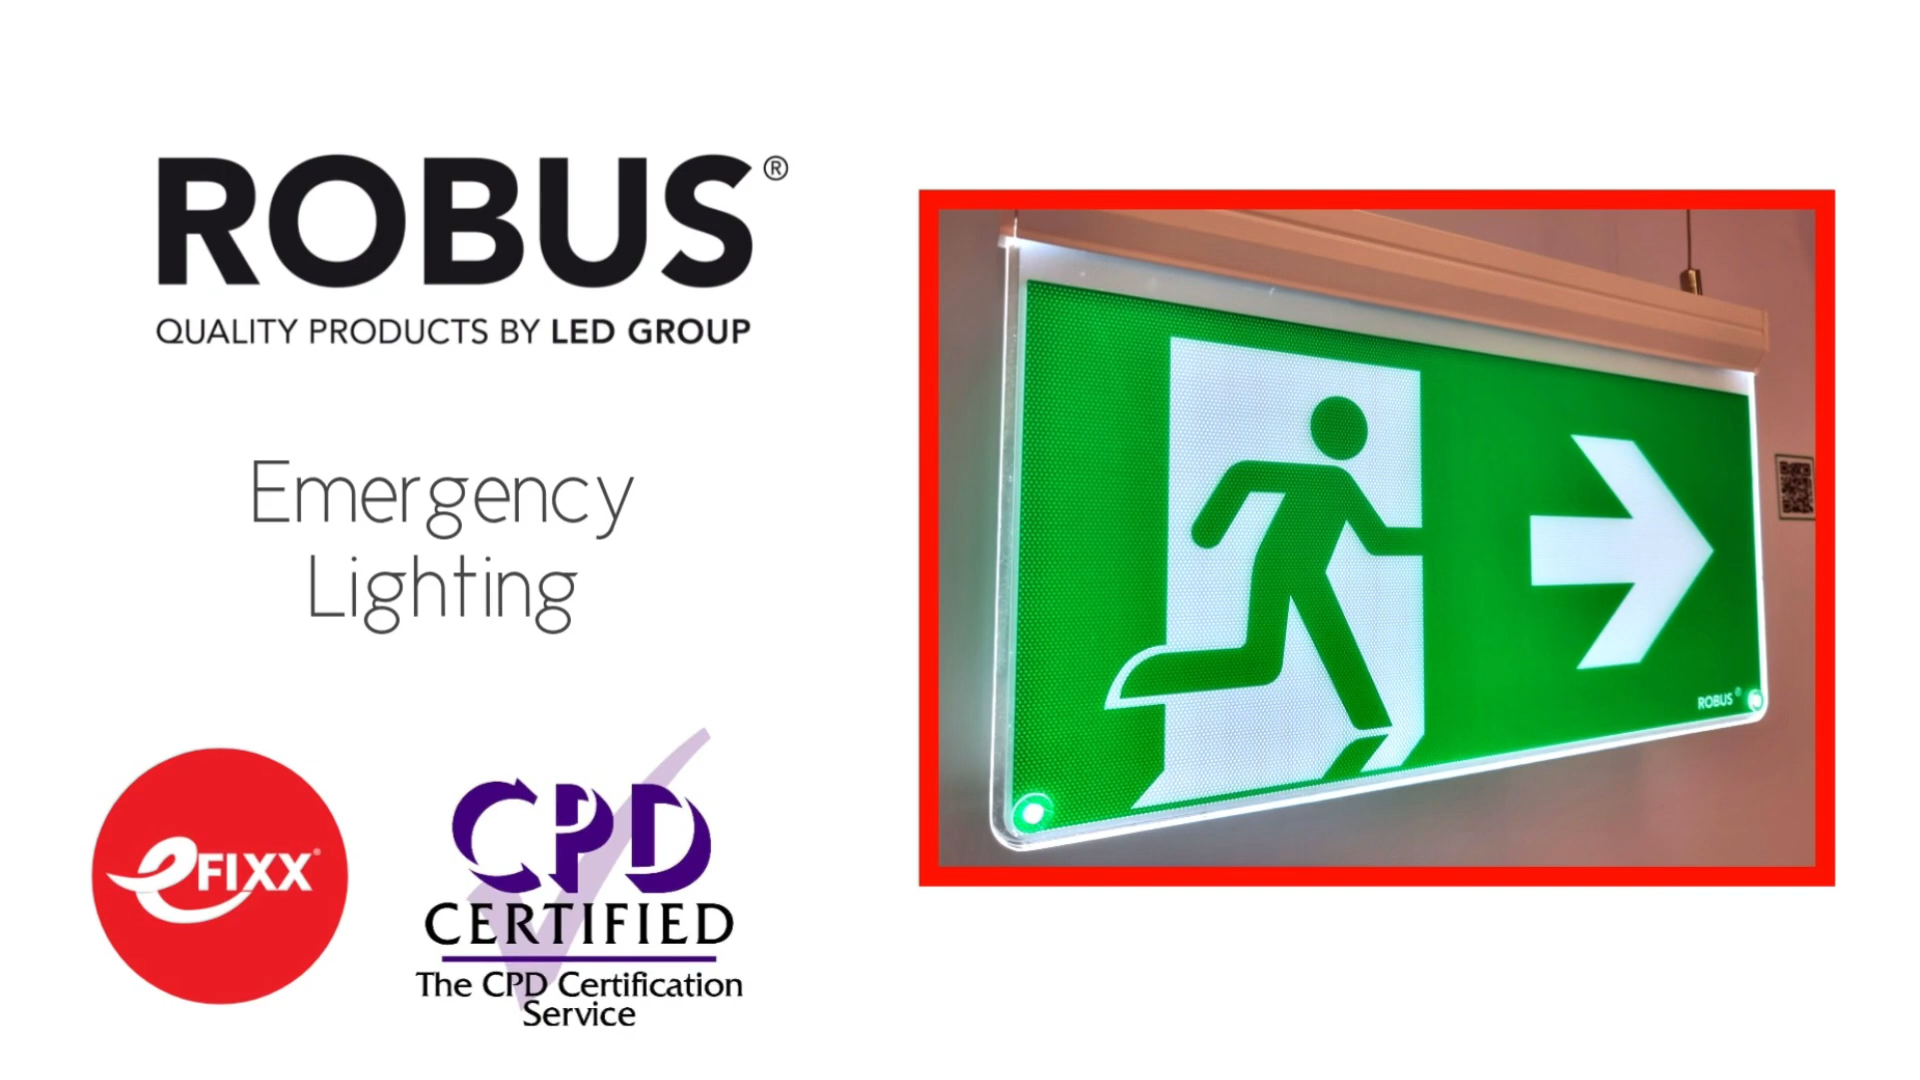 ROBUS®
QUALITY PRODUCTS BY LED GROUP
Emergency
Lighting
eFIXX®
CPD
CERTIFIED
The CPD Certification
Service
ROBUS®